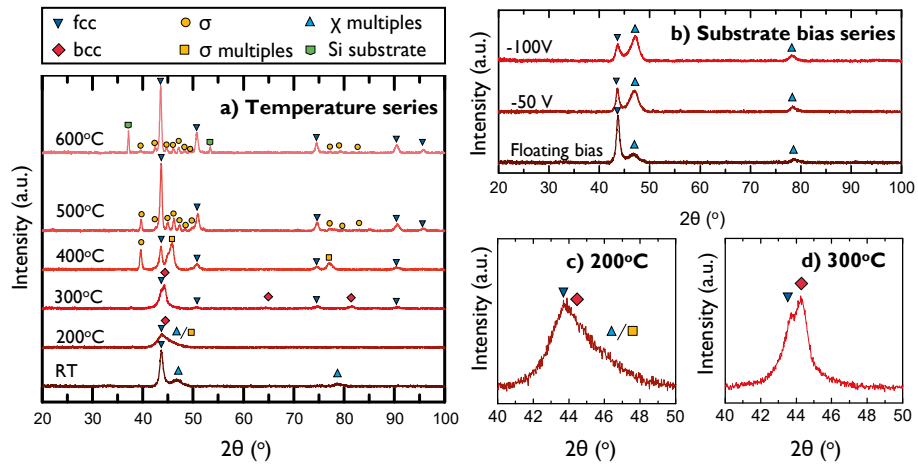 fcc σ χ multiples
bcc σ multiples Si substrate
a) Temperature series
600°C
500°C
400°C
300°C
200°C
RT
Intensity (a.u.)
20 30 40 50 60 70 80 90 100
2θ (°)
b) Substrate bias series
-100V
-50 V
Floating bias
Intensity (a.u.)
20 30 40 50 60 70 80 90 100
2θ (°)
c) 200°C
/
Intensity (a.u.)
40 42 44 46 48 50
2θ (°)
d) 300°C
Intensity (a.u.)
40 42 44 46 48 50
2θ (°)